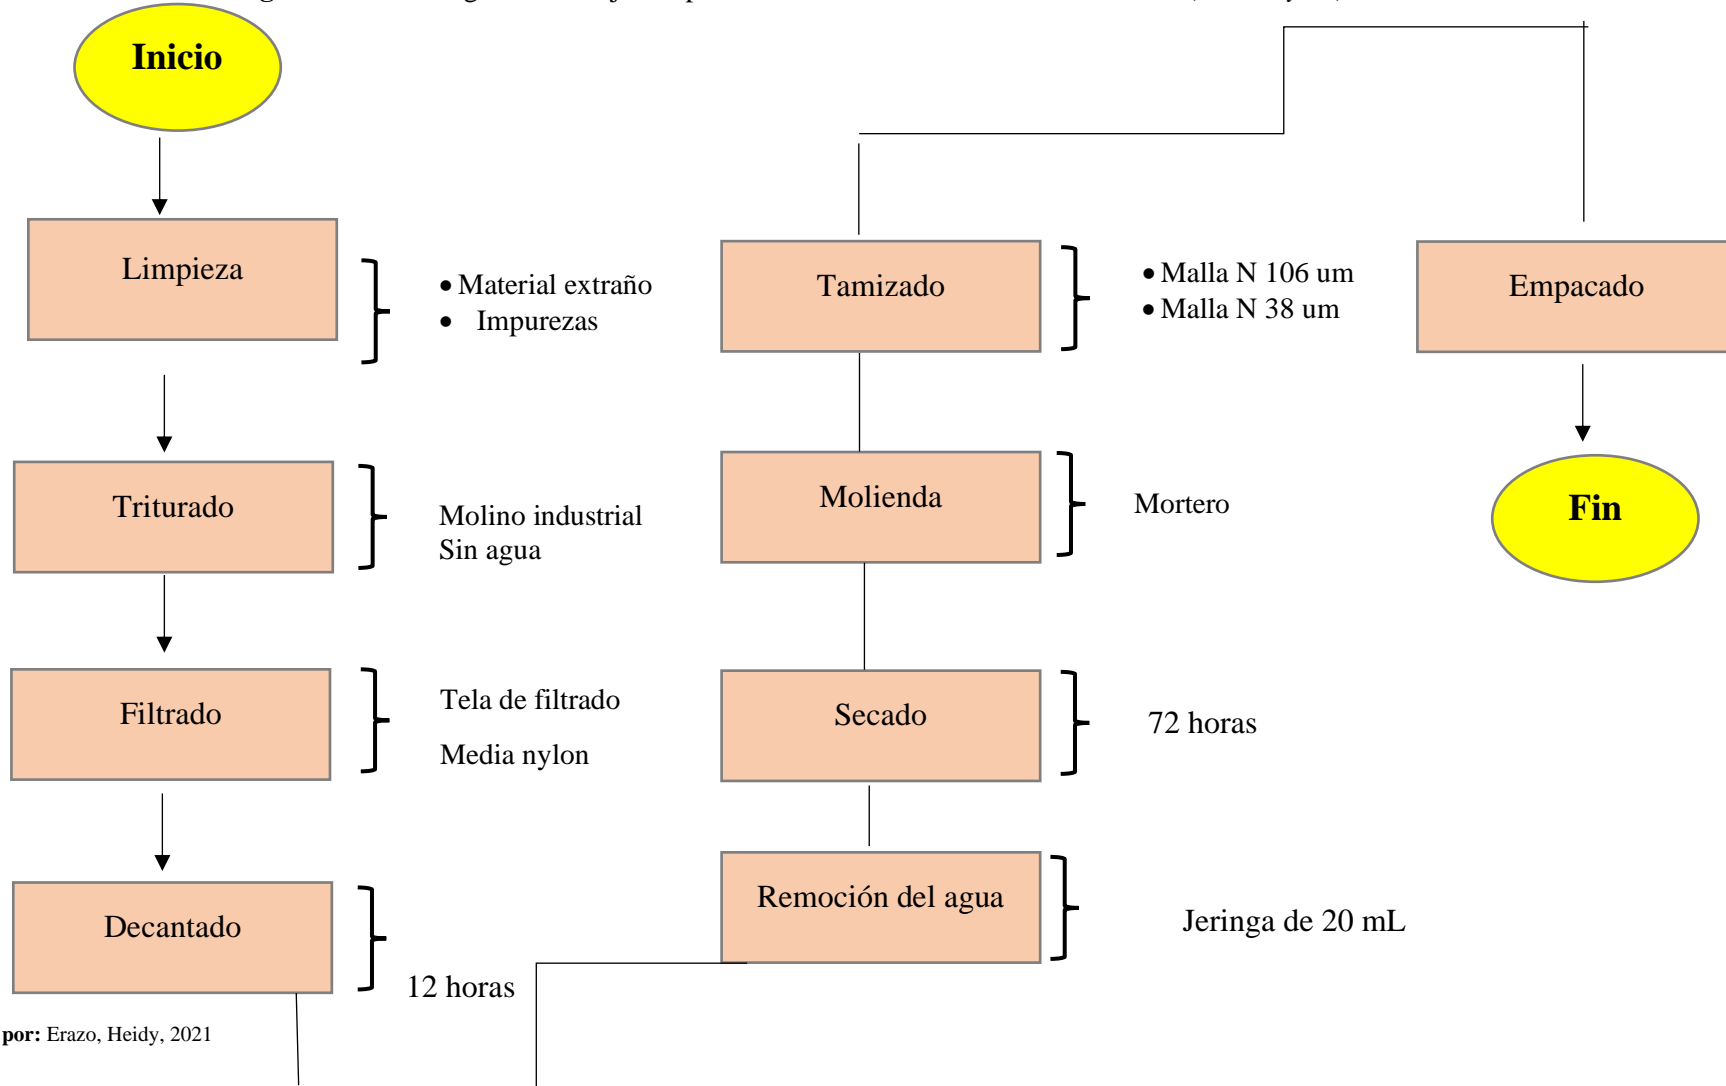 Inicio
Limpieza
• Material extraño
• Impurezas
Triturado
Molino industrial
Sin agua
Filtrado
Tela de filtrado
Media nylon
Decantado
12 horas
Remoción del agua
Jeringa de 20 mL
Secado
72 horas
Molienda
Mortero
Tamizado
• Malla N 106 um
• Malla N 38 um
Empacado
Fin
por: Erazo, Heidy, 2021